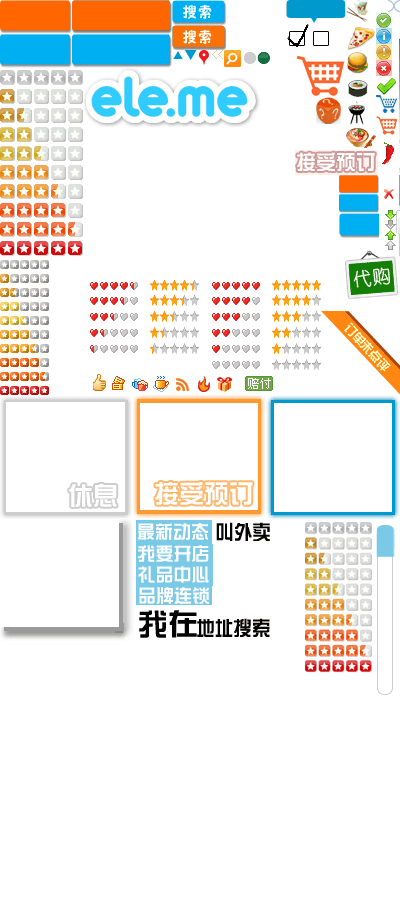 搜索
搜索
ele.me
接受预订
代购
订单未点评
赔付
休息
接受预订
最新动态
叫外卖
我要开店
礼品中心
品牌连锁
我在地址搜索